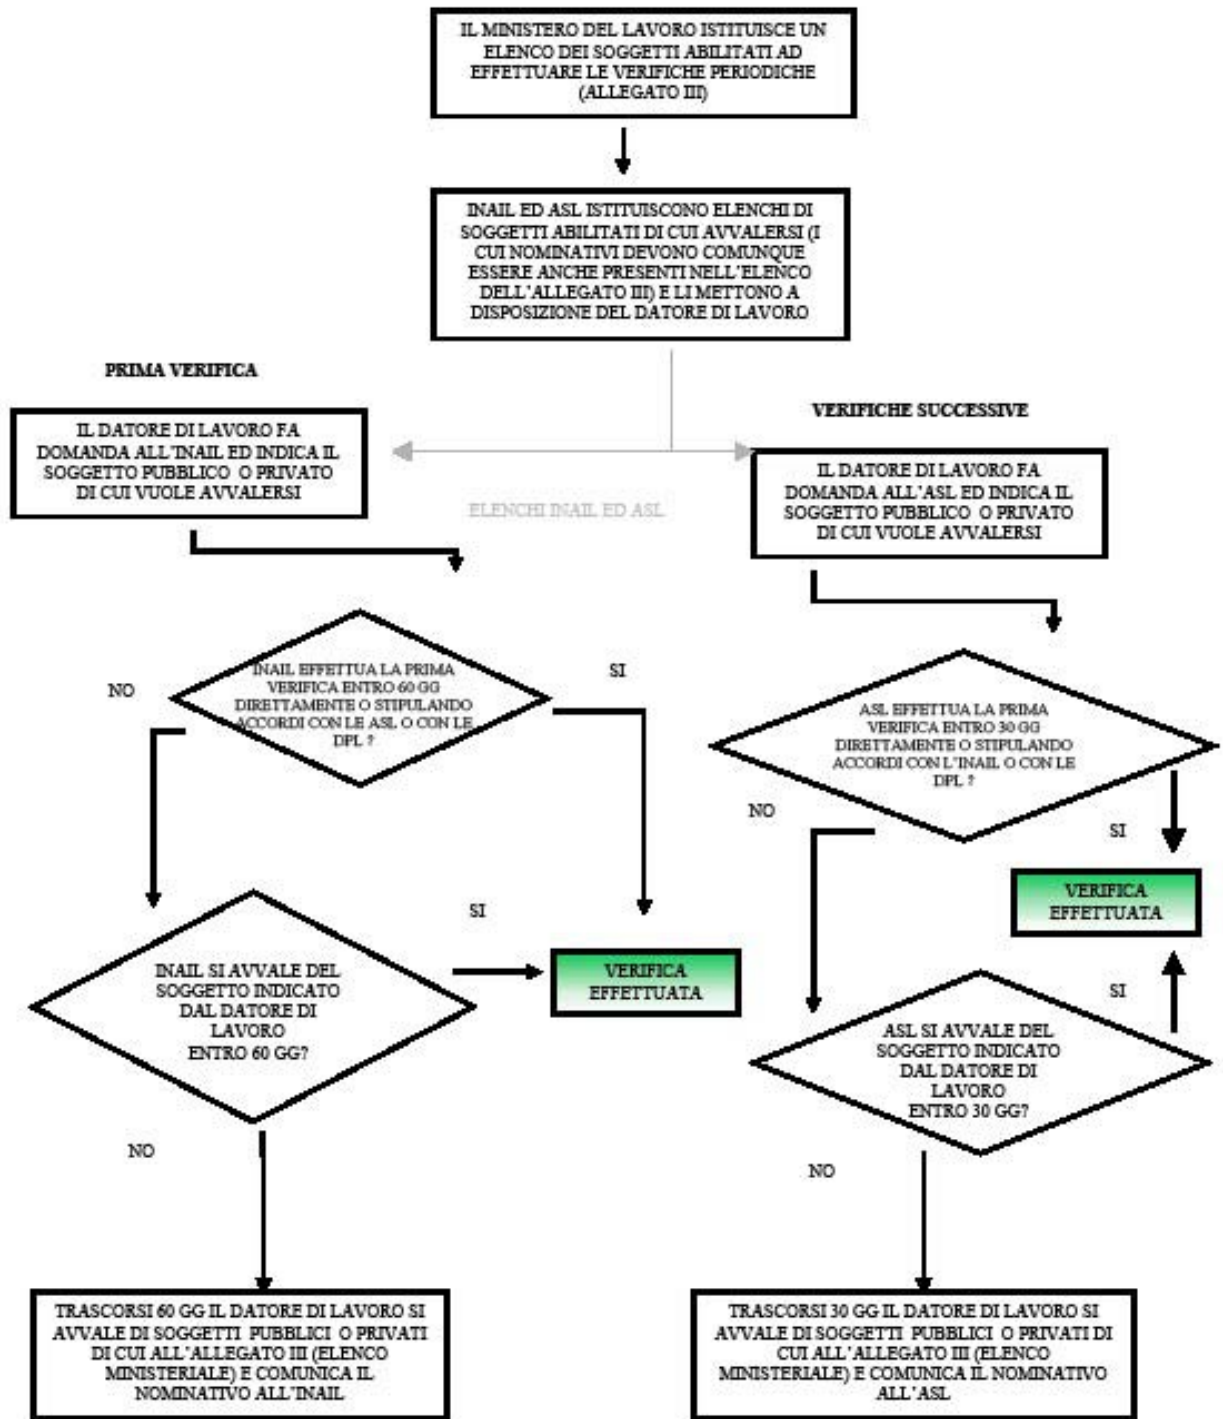 IL MINISTERO DEL LAVORO ISTITUISCE UN
ELENCO DEI SOGGETTI ABILITATI AD
EFFETTUARE LE VERIFICHE PERIODICHE
(ALLEGATO III)
INAIL ED ASL ISTITUISCONO ELENCHI DI
SOGGETTI ABILITATI DI CUI AVVALERSI (I
CUI NOMINATIVI DEVONO COMUNQUE
ESSERE ANCHE PRESENTI NELL'ELENCO
DELL'ALLEGATO III) E LI METTONO A
DISPOSIZIONE DEL DATORE DI LAVORO
PRIMA VERIFICA
IL DATORE DI LAVORO FA
DOMANDA ALL'INAIL ED INDICA IL
SOGGETTO PUBBLICO O PRIVATO
DI CUI VUOLE AVVALERSI
VERIFICHE SUCCESSIVE
IL DATORE DI LAVORO FA
DOMANDA ALL'ASL ED INDICA IL
SOGGETTO PUBBLICO O PRIVATO
DI CUI VUOLE AVVALERSI
ELENCHI INAIL ED ASL
NO
INAIL EFFETTUA LA PRIMA
VERIFICA ENTRO 60 GG
DIRETTAMENTE O STIPULANDO
ACCORDI CON LE ASL O CON LE
DPL ?
SI
ASL EFFETTUA LA PRIMA
VERIFICA ENTRO 30 GG
DIRETTAMENTE O STIPULANDO
ACCORDI CON L'INAIL O CON LE
DPL ?
NO
SI
VERIFICA
EFFETTUATA
INAIL SI AVVALE DEL
SOGGETTO INDICATO
DAL DATORE DI
LAVORO
ENTRO 60 GG?
SI
VERIFICA
EFFETTUATA
ASL SI AVVALE DEL
SOGGETTO INDICATO
DAL DATORE DI
LAVORO
ENTRO 30 GG?
SI
NO
NO
TRASCORSI 60 GG IL DATORE DI LAVORO SI
AVVALE DI SOGGETTI PUBBLICI O PRIVATI
DI CUI ALL'ALLEGATO III (ELENCO
MINISTERIALE) E COMUNICA IL
NOMINATIVO ALL'INAIL
TRASCORSI 30 GG IL DATORE DI LAVORO SI
AVVALE DI SOGGETTI PUBBLICI O PRIVATI DI
CUI ALL'ALLEGATO III (ELENCO
MINISTERIALE) E COMUNICA IL NOMINATIVO
ALL'ASL